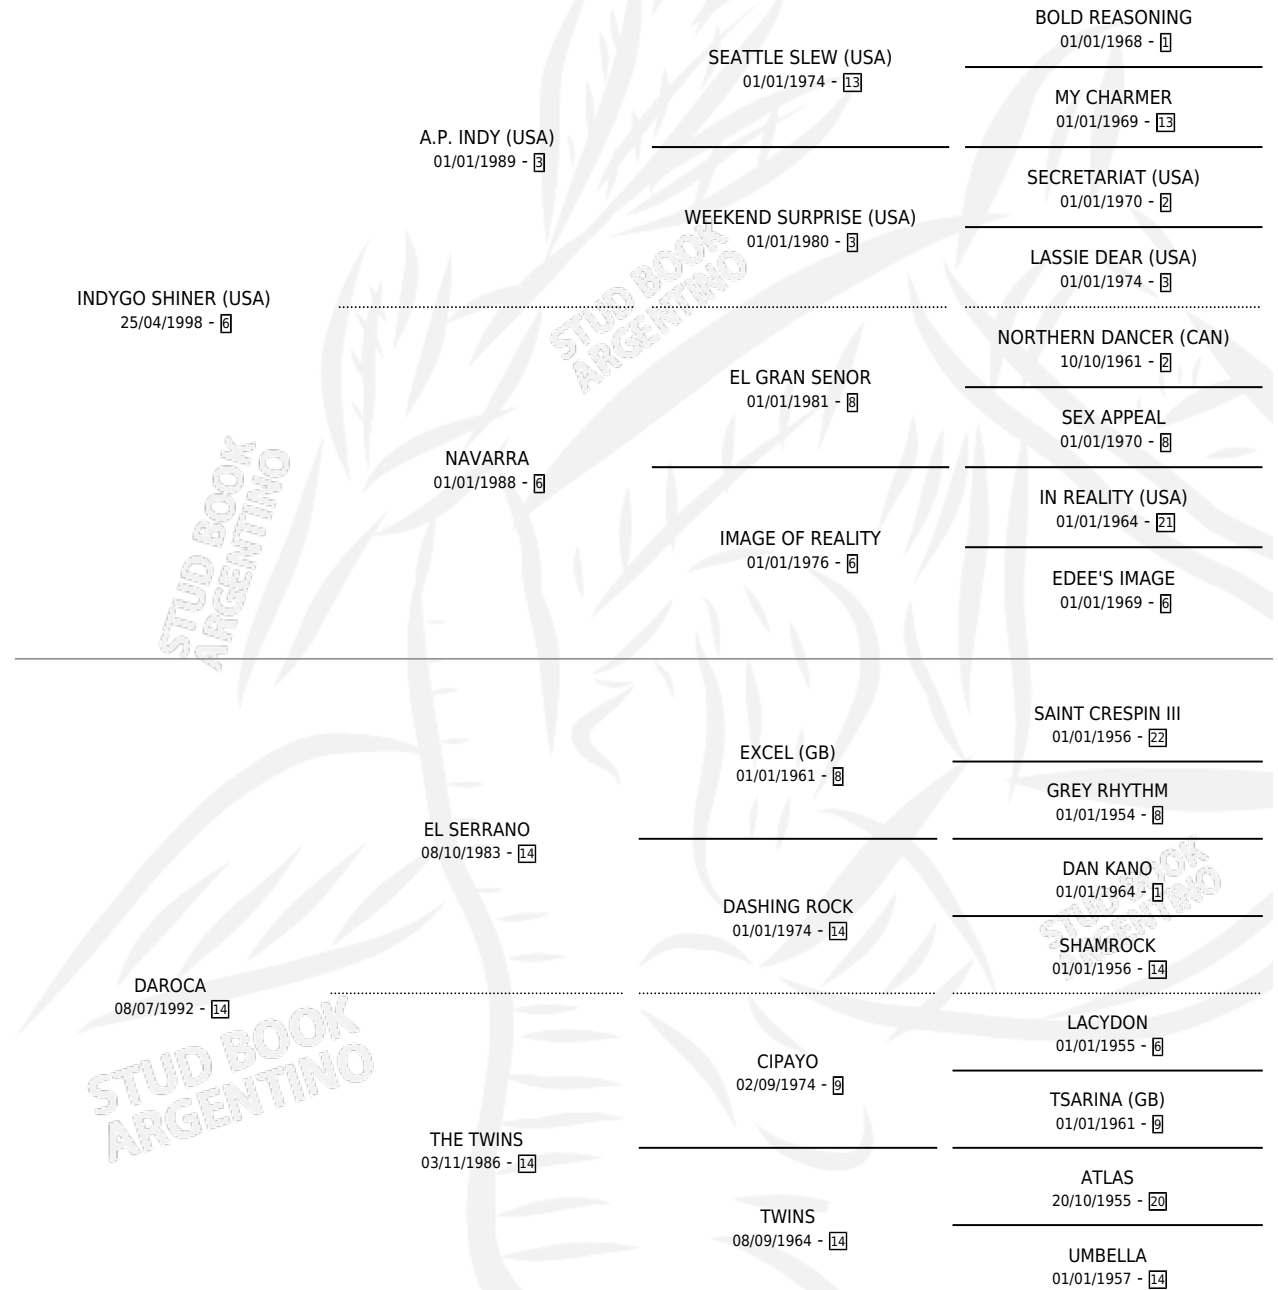 BOLD REASONING
01/01/1968 - 1
SEATTLE SLEW (USA)
01/01/1974 - 13
MY CHARMER
01/01/1969 - 13
A.P. INDY (USA)
01/01/1989 - 3
SECRETARIAT (USA)
01/01/1970 - 2
WEEKEND SURPRISE (USA)
01/01/1980 - 3
LASSIE DEAR (USA)
01/01/1974 - 3
INDYGO SHINER (USA)
25/04/1998 - 6
NORTHERN DANCER (CAN)
10/10/1961 - 2
EL GRAN SENOR
01/01/1981 - 8
SEX APPEAL
01/01/1970 - 8
NAVARRA
01/01/1988 - 6
IN REALITY (USA)
01/01/1964 - 21
IMAGE OF REALITY
01/01/1976 - 6
EDEE'S IMAGE
01/01/1969 - 6
SAINT CRESPIN III
01/01/1956 - 22
EXCEL (GB)
01/01/1961 - 8
GREY RHYTHM
01/01/1954 - 8
EL SERRANO
08/10/1983 - 14
DAN KANO
01/01/1964 - 1
DASHING ROCK
01/01/1974 - 14
SHAMROCK
01/01/1956 - 14
DAROCA
08/07/1992 - 14
LACYDON
01/01/1955 - 6
CIPAYO
02/09/1974 - 9
TSARINA (GB)
01/01/1961 - 9
THE TWINS
03/11/1986 - 14
ATLAS
20/10/1955 - 20
TWINS
08/09/1964 - 14
UMBELLA
01/01/1957 - 14
STUD BOOK
ARGENTINO
STUD BOOK
ARGENTINO
STUD BOOK
ARGENTINO
STUD BOOK
ARGENTINO